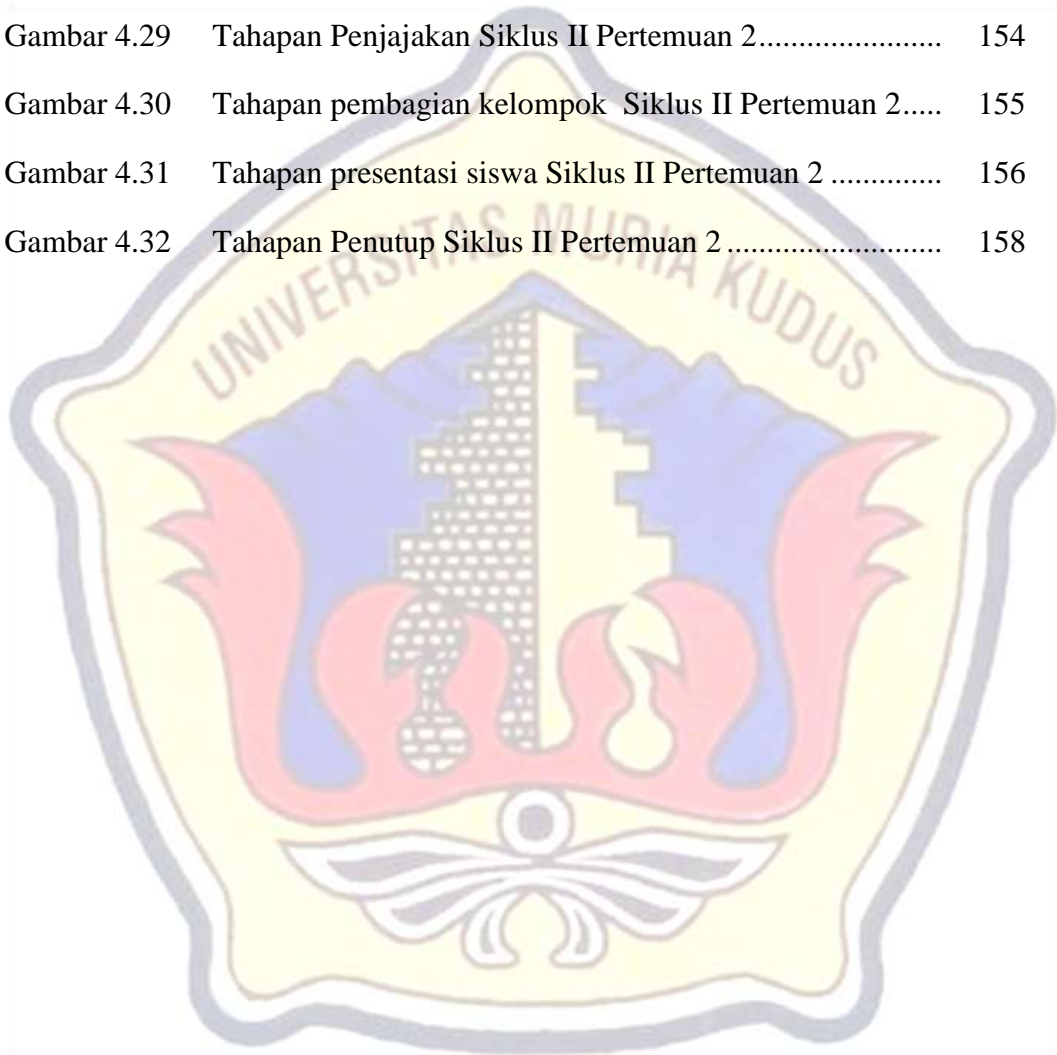 Gambar 4.29 Tahapan Penjajakan Siklus II Pertemuan 2....................... 154
Gambar 4.30 Tahapan pembagian kelompok Siklus II Pertemuan 2..... 155
Gambar 4.31 Tahapan presentasi siswa Siklus II Pertemuan 2 .............. 156
Gambar 4.32 Tahapan Penutup Siklus II Pertemuan 2 .......................... 158
UNIVERSITAS MURIA KUDUS